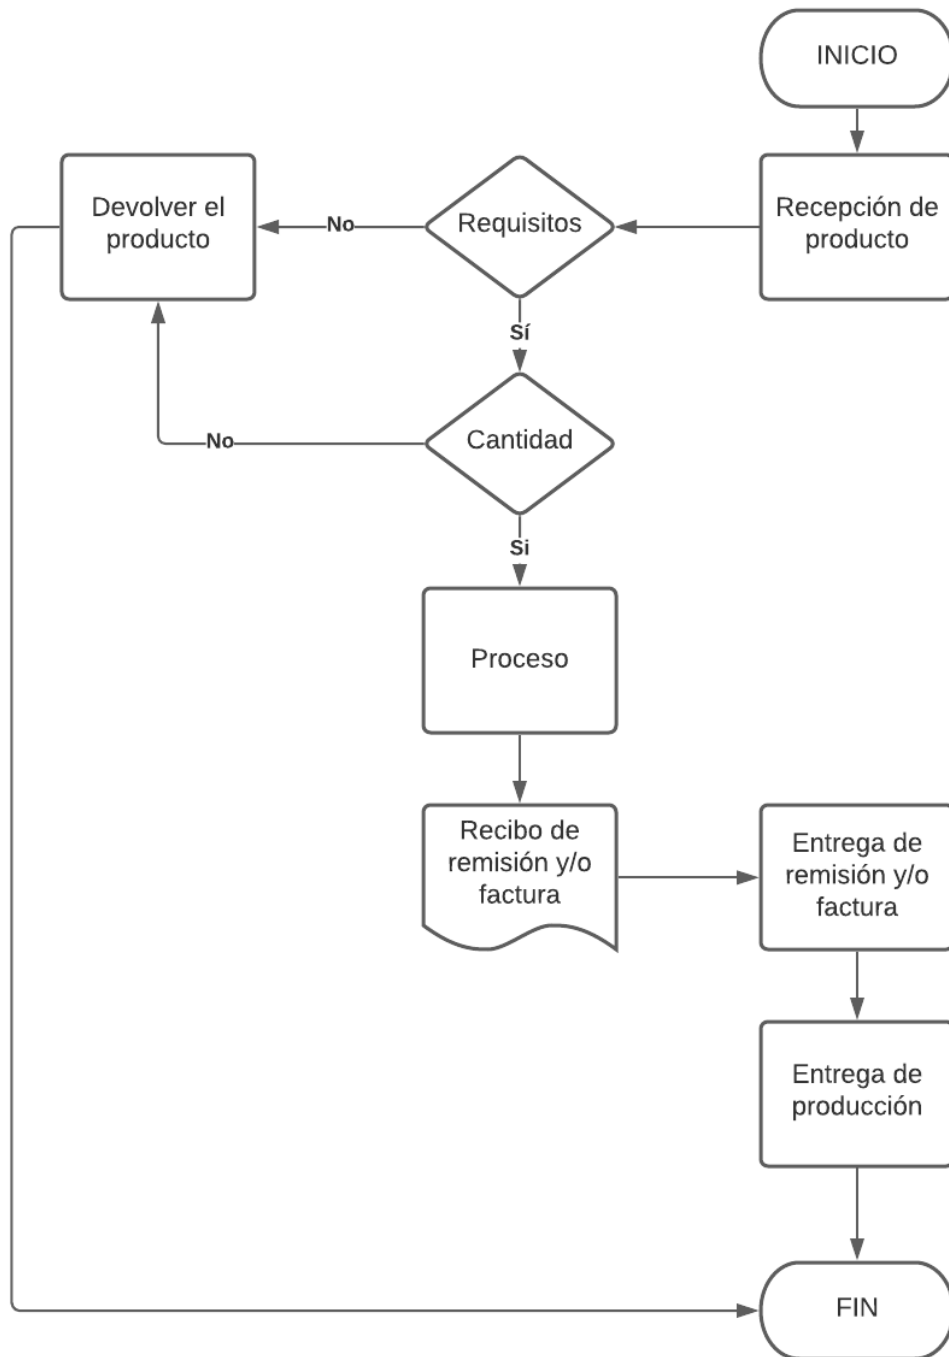 INICIO
Recepción de
producto
Requisitos
No
Devolver el
producto
Sí
Cantidad
No
Si
Proceso
Recibo de
remisión y/o
factura
Entrega de
remisión y/o
factura
Entrega de
producción
FIN